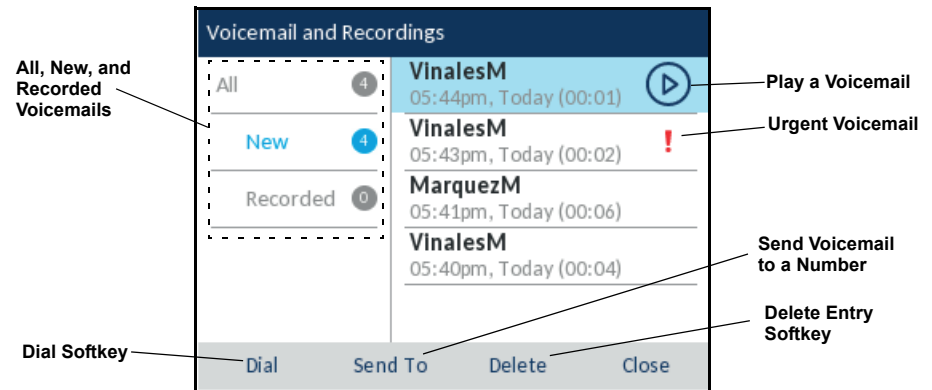 Voicemail and Recordings
All, New, and
Recorded
Voicemails
All 4
New 4
Recorded 0
VinalesM
05:44pm, Today (00:01)
VinalesM
05:43pm, Today (00:02)
!
MarquezM
05:41pm, Today (00:06)
VinalesM
05:40pm, Today (00:04)
Play a Voicemail
Urgent Voicemail
Send Voicemail
to a Number
Delete Entry
Softkey
Dial Softkey
Dial Send To Delete Close